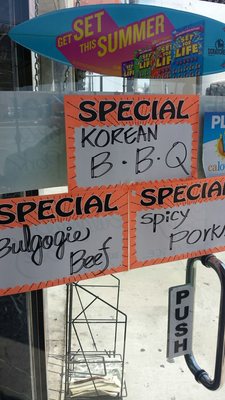 GET SET
THIS SUMMER
SET FOR LIFE
SPECIAL
KOREAN
B·B·Q
SPECIAL
Bulgogie
Beef
SPECIAL
Spicy
Pork
PUSH